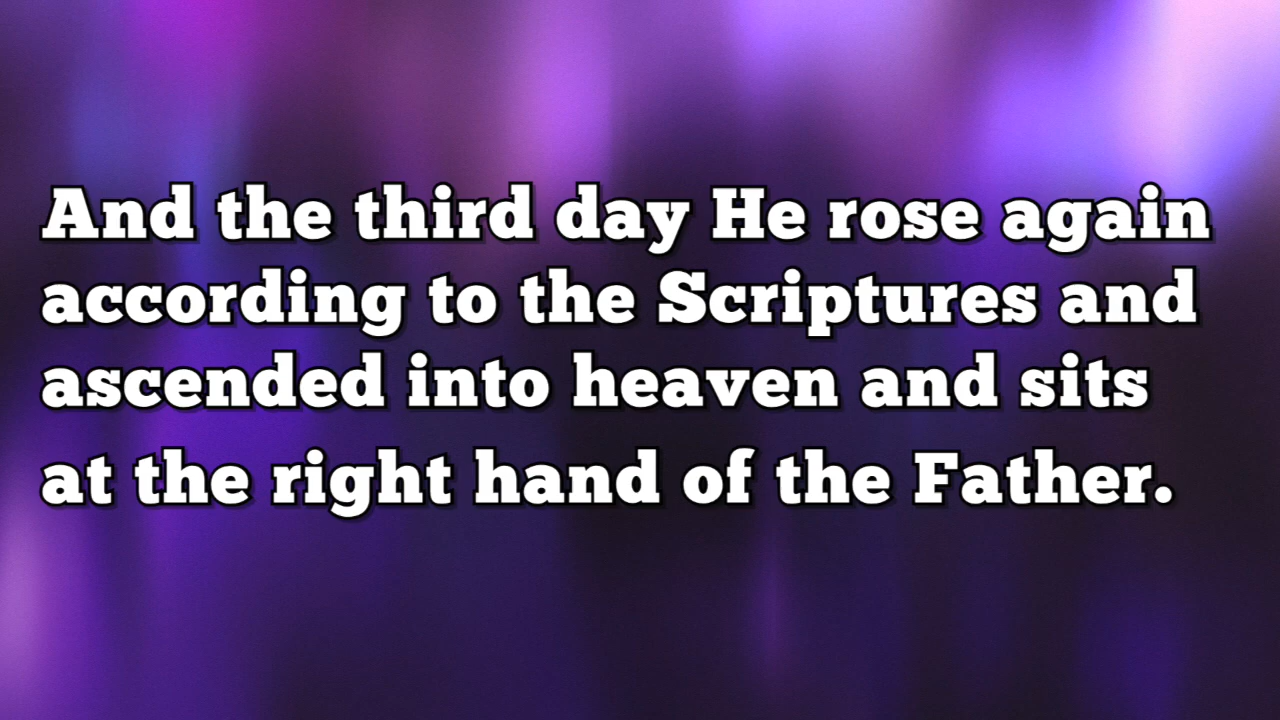 And the third day He rose again
according to the Scriptures and
ascended into heaven and sits
at the right hand of the Father.